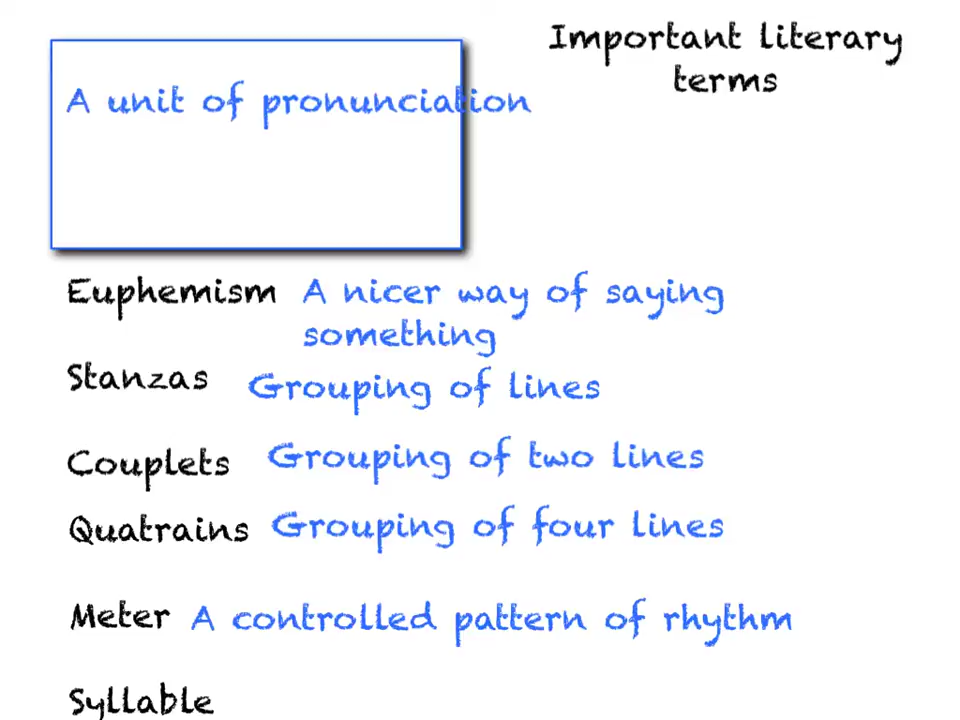 Important literary
terms
A unit of pronunciation
Euphemism A nicer way of saying
something
Stanzas Grouping of lines
Couplets Grouping of two lines
Quatrains Grouping of four lines
Meter A controlled pattern of rhythm
Syllable